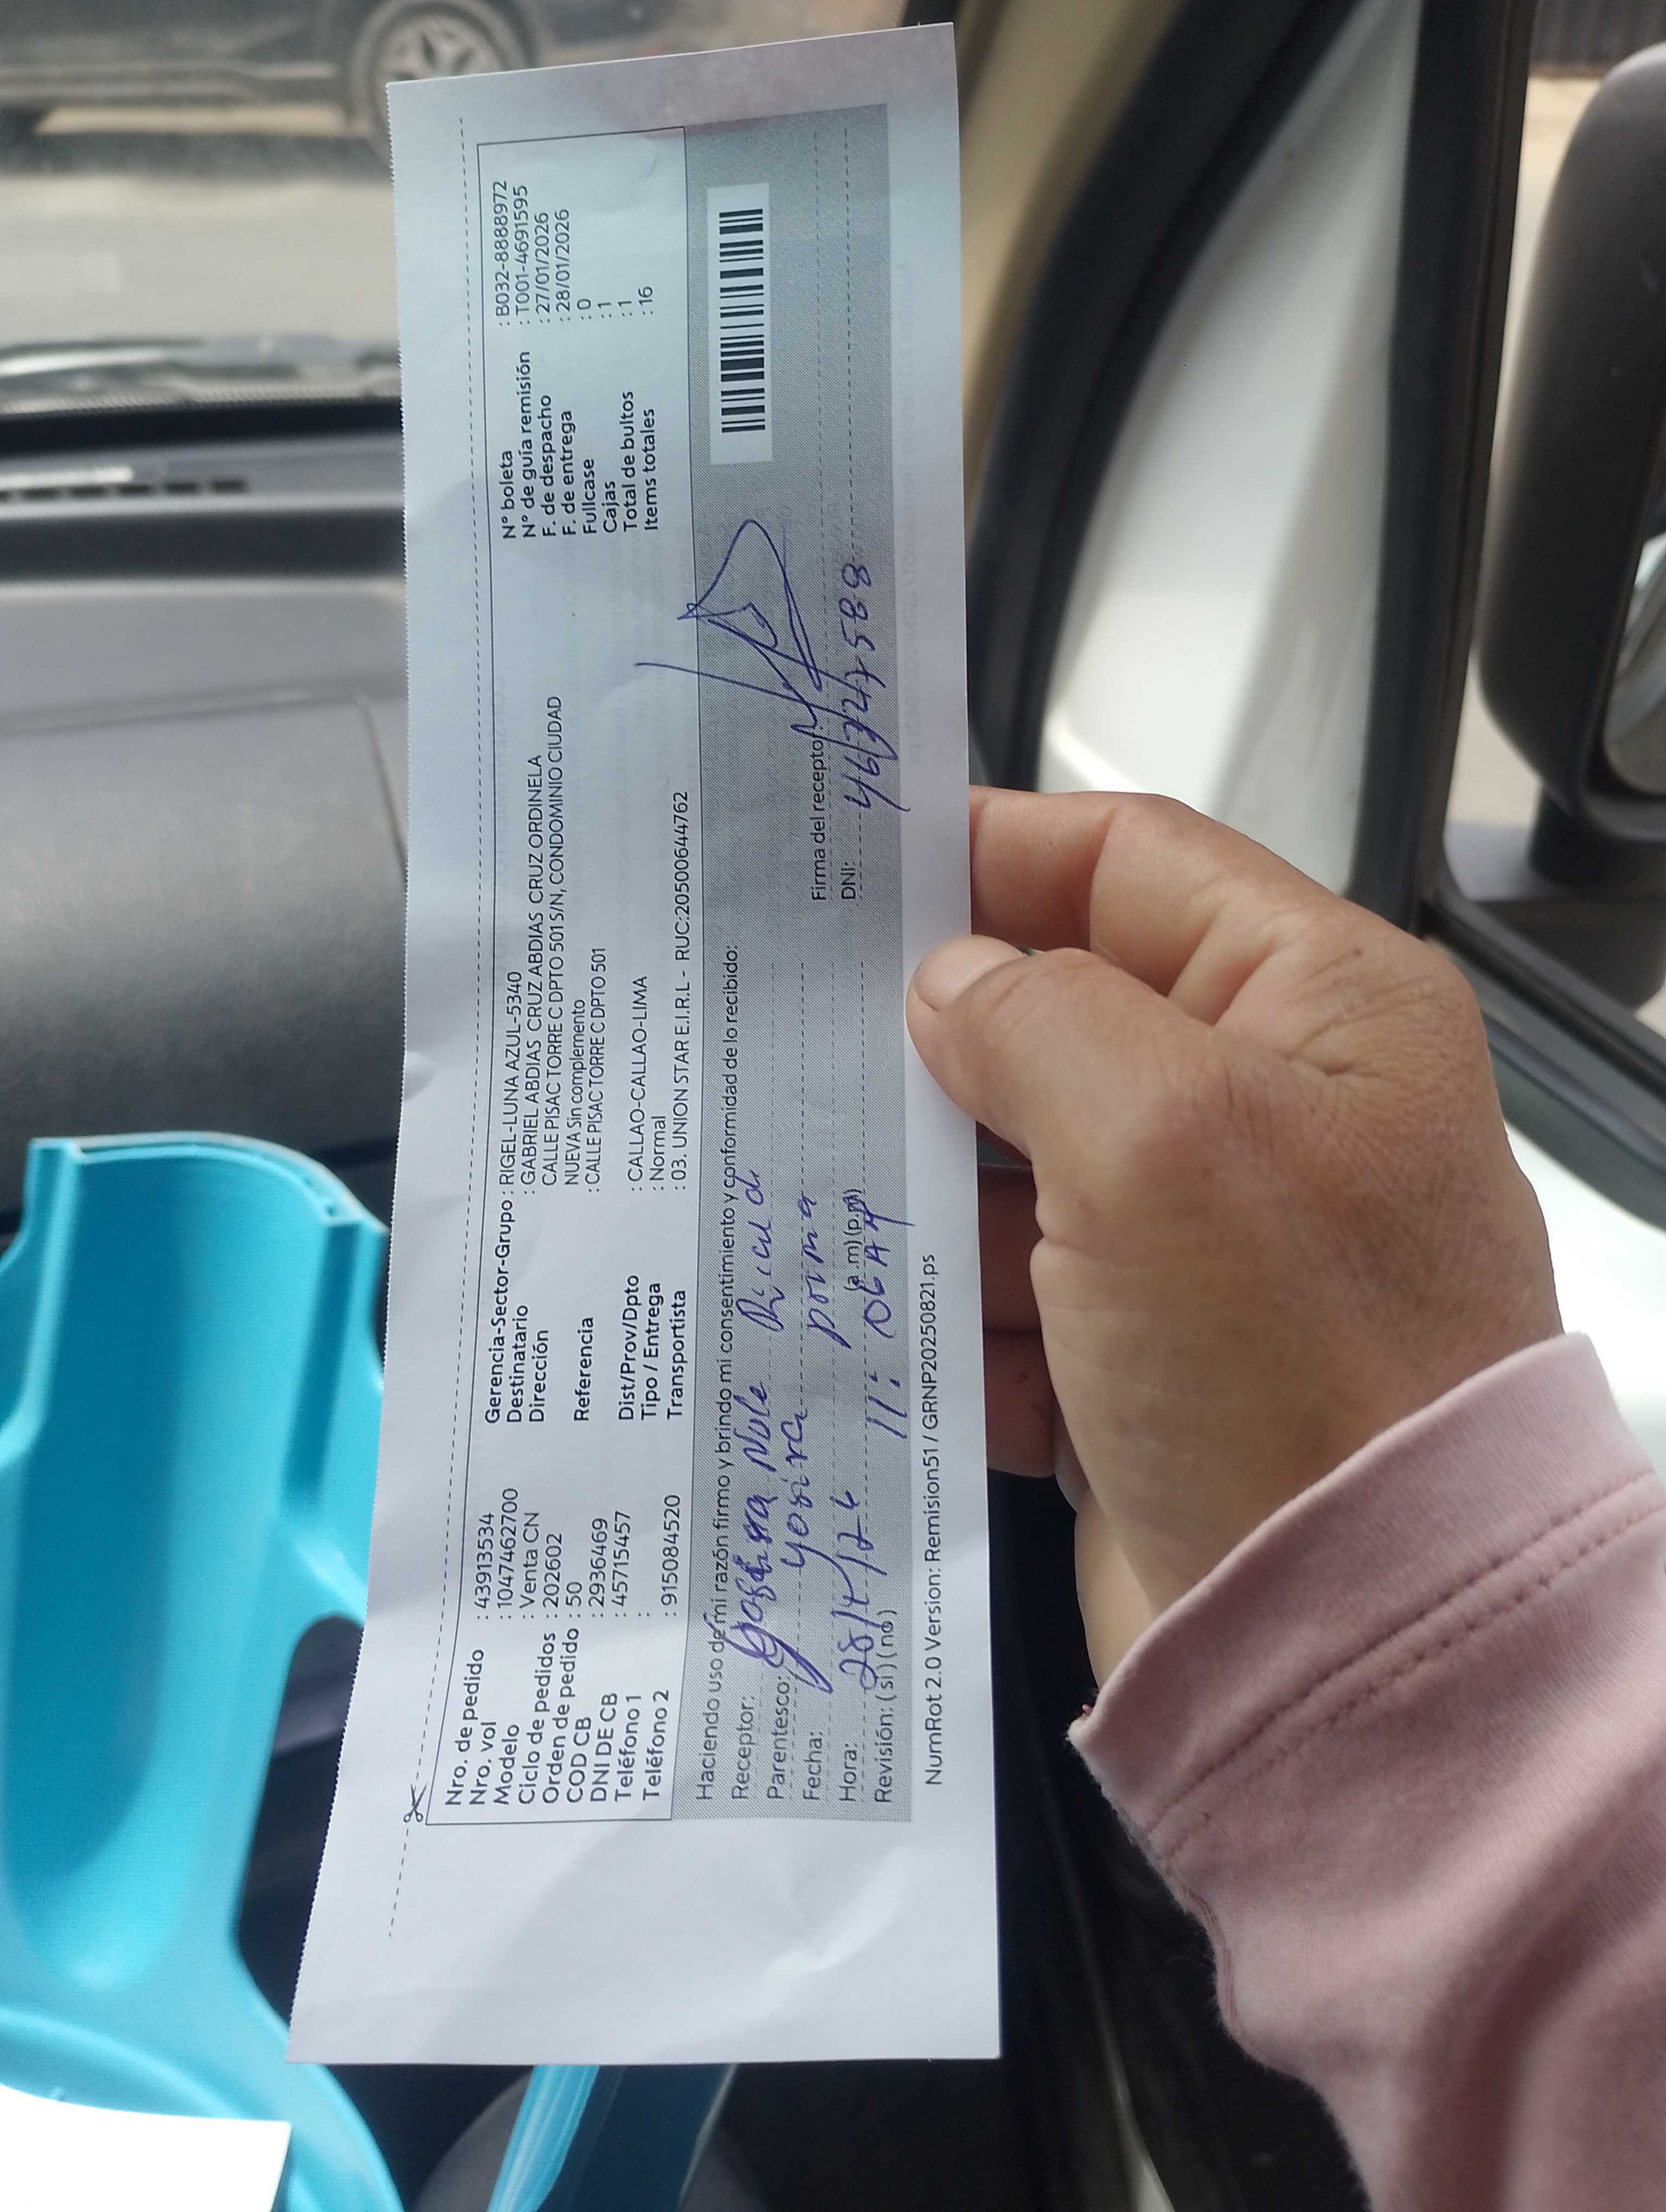 Nro. de pedido : 43913534
Nro. vol : 1047462700
Modelo : Venta CN
Ciclo de pedidos : 202602
Orden de pedido : 50
COD CB : 2936469
DNI DE CB : 45715457
Teléfono 1 :
Teléfono 2 : 915084520
Gerencia-Sector-Grupo : RIGEL-LUNA AZUL-5340
Destinatario : GABRIEL ABDIAS CRUZ ABDIAS CRUZ ORDINELA
Dirección CALLE PISAC TORRE C DPTO 501 S/N, CONDOMINIO CIUDAD
NUEVA Sin complemento
Referencia : CALLE PISAC TORRE C DPTO 501
Dist/Prov/Dpto : CALLAO-CALLAO-LIMA
Tipo / Entrega : Normal
Transportista : 03. UNION STAR E.I.R.L - RUC:20500644762
N° boleta : B032-8888972
N° de guía remisión : T001-4691595
F. de despacho : 27/01/2026
F. de entrega : 28/01/2026
Fullcase : 0
Cajas : 1
Total de bultos : 1
Items totales : 16
Haciendo uso de mi razón firmo y brindo mi consentimiento y conformidad de lo recibido:
Receptor:
Parentesco:
Fecha:
Hora: 11: (a .m) (p.m)
Revisión: ( si ) ( no )
Firma del receptor:
DNI:
NumRot 2.0 Version: Remision51 / GRNP20250821.ps